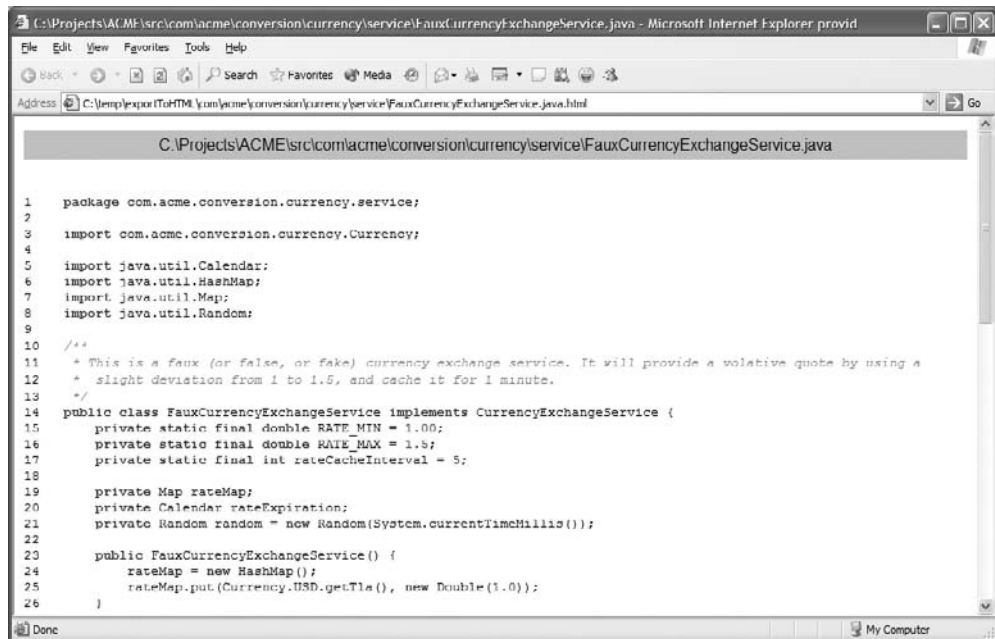 C:\Projects\ACME\src\com\acme\conversion\currency\service\FauxCurrencyExchangeService.java - Microsoft Internet Explorer provid
File Edit View Favorites Tools Help
Back Search Favorites Media
Address C:\temp\exportToHTML\com\acme\conversion\currency\service\FauxCurrencyExchangeService.java.html Go
C:\Projects\ACME\src\com\acme\conversion\currency\service\FauxCurrencyExchangeService.java
1 package com.acme.conversion.currency.service;
2
3 import com.acme.conversion.currency.Currency;
4
5 import java.util.Calendar;
6 import java.util.HashMap;
7 import java.util.Map;
8 import java.util.Random;
9
10 /**
11 * This is a faux (or false, or fake) currency exchange service. It will provide a volative quote by using a
12 * slight deviation from 1 to 1.5, and cache it for 1 minute.
13 */
14 public class FauxCurrencyExchangeService implements CurrencyExchangeService {
15 private static final double RATE_MIN = 1.00;
16 private static final double RATE_MAX = 1.5;
17 private static final int rateCacheInterval = 5;
18
19 private Map rateMap;
20 private Calendar rateExpiration;
21 private Random random = new Random(System.currentTimeMillis());
22
23 public FauxCurrencyExchangeService() {
24 rateMap = new HashMap();
25 rateMap.put(Currency.USD.getTla(), new Double(1.0));
26 }
Done My Computer